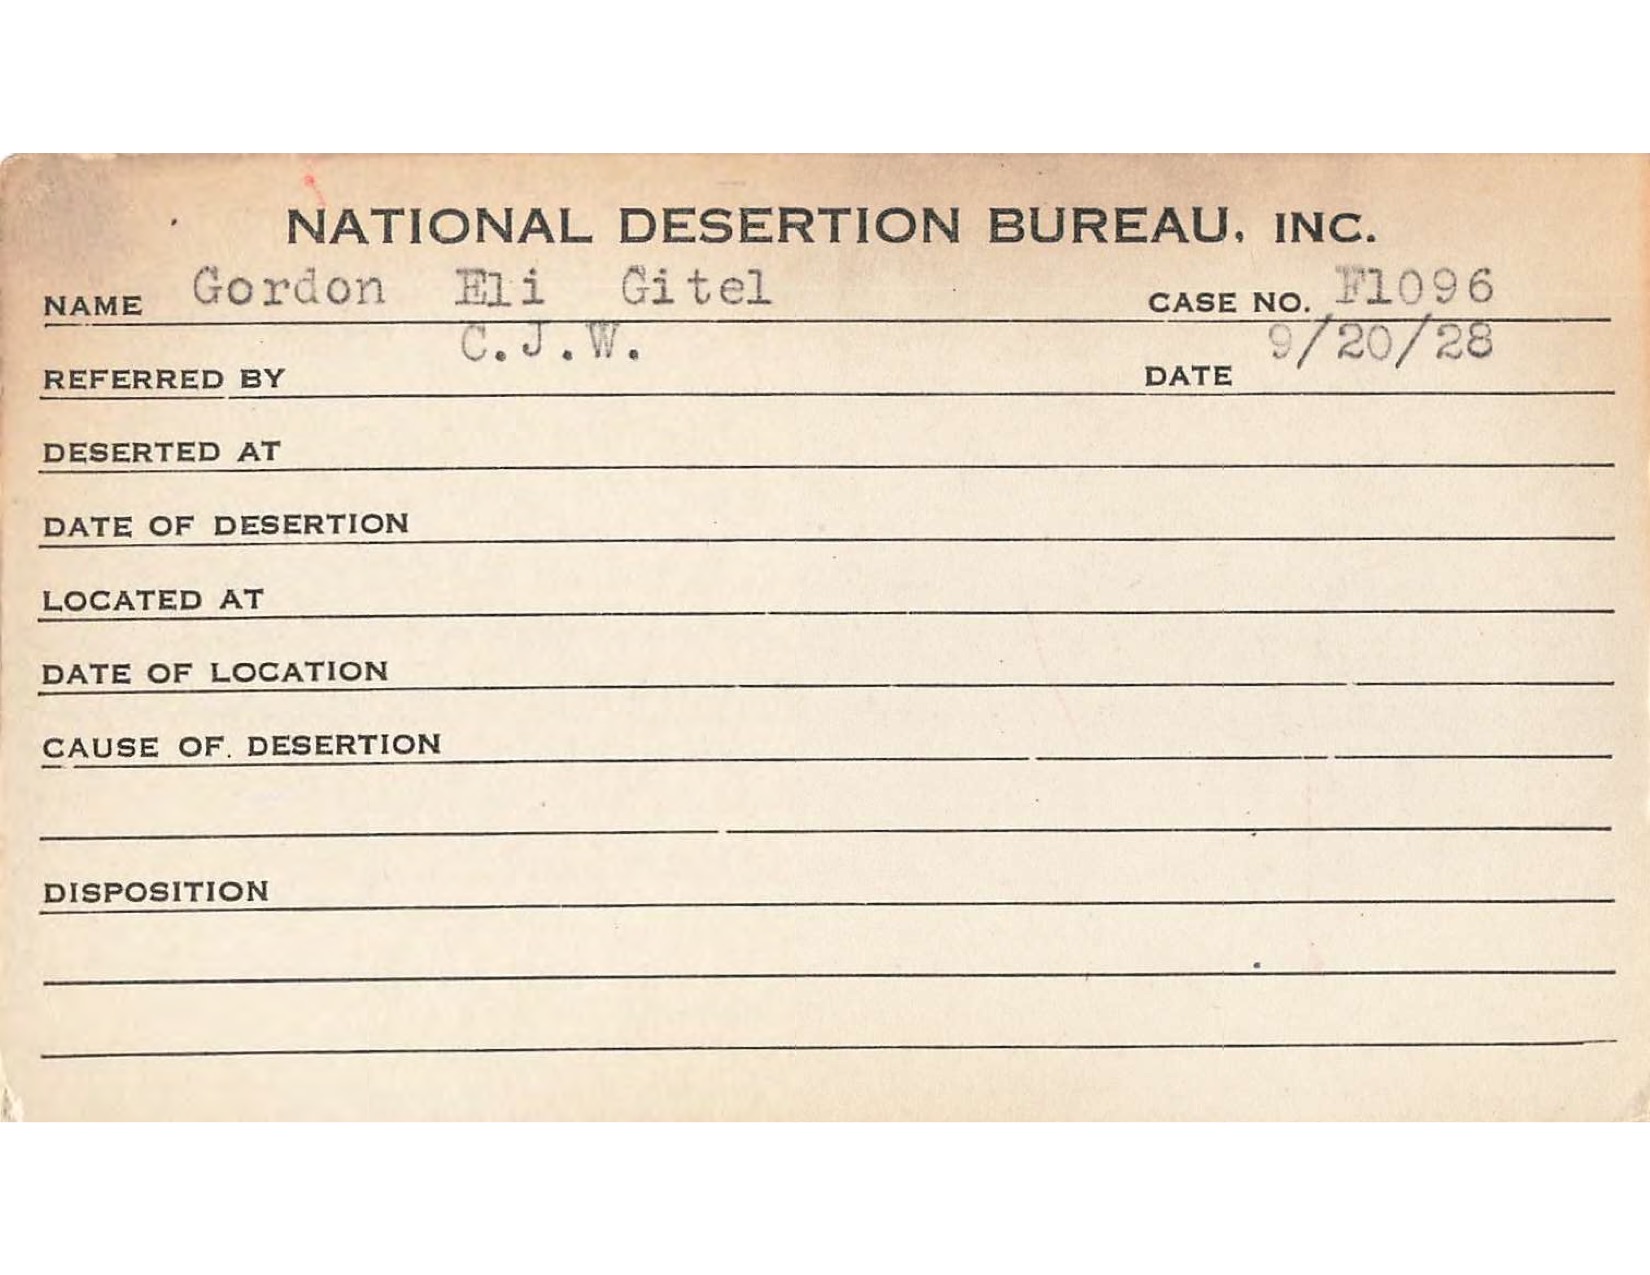 NATIONAL DESERTION BUREAU, INC.
NAME Gordon Eli Gitel CASE NO. F1096
REFERRED BY C.J.W. DATE 9/20/28
DESERTED AT
DATE OF DESERTION
LOCATED AT
DATE OF LOCATION
CAUSE OF DESERTION
DISPOSITION